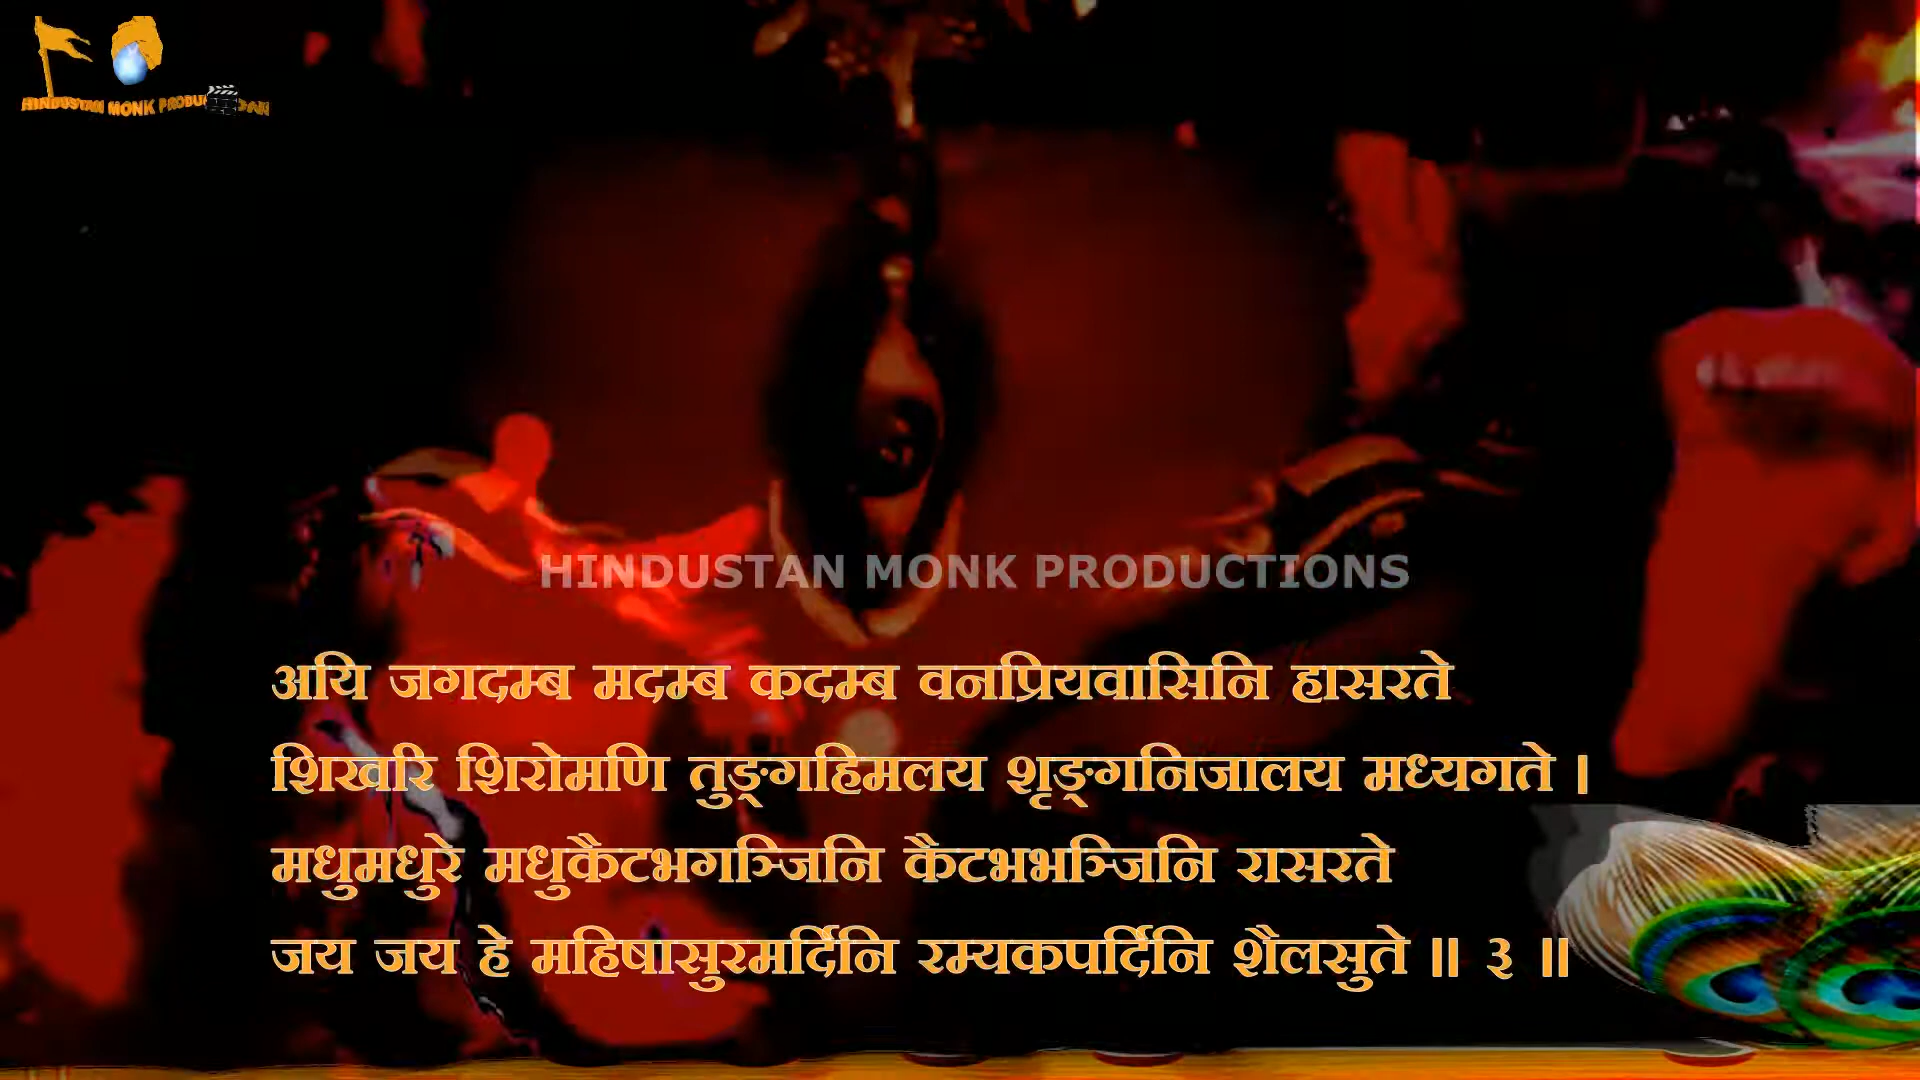 HINDUSTAN MONK PRODUCTIONS
अयि जगदम्ब मदम्ब कदम्ब वनप्रियवासिनि हासरते
शिखरि शिरोमणि तुङ्गहिमलय शृङ्गनिजालय मध्यगते ।
मधुमधुरे मधुकैटभगञ्जिनि कैटभभञ्जिनि रासरते
जय जय हे महिषासुरमर्दिनि रम्यकपर्दिनि शैलसुते ॥ ३ ॥